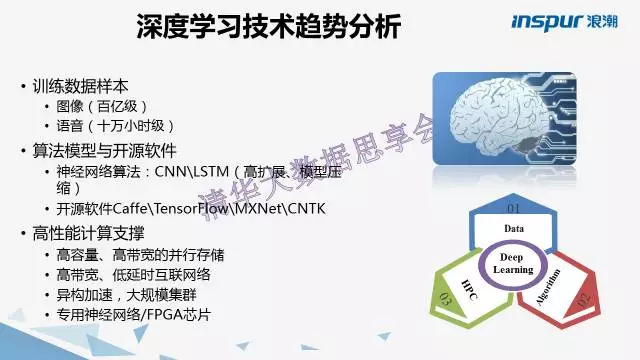 深度学习技术趋势分析
inspur 浪潮
• 训练数据样本
• 图像（百亿级）
• 语音（十万小时级）
• 算法模型与开源软件
• 神经网络算法：CNN\LSTM（高扩展、模型压
缩）
• 开源软件Caffe\TensorFlow\MXNet\CNTK
• 高性能计算支撑
• 高容量、高带宽的并行存储
• 高带宽、低延时互联网络
• 异构加速，大规模集群
• 专用神经网络/FPGA芯片
清华大数据思享会
01
Data
Deep
Learning
HPC
03
Algorithm
02